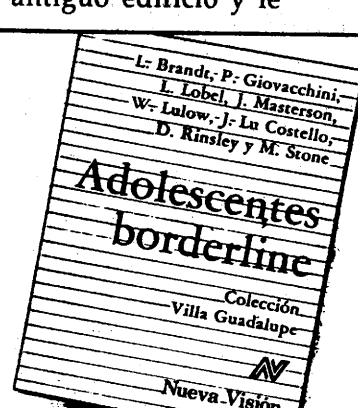 antiguo edificio y le
L. Brandt, P. Giovacchini,
L. Lobel, J. Masterson,
W. Lulow, J. Lu Costello,
D. Rinsley y M. Stone
Adolescentes
borderline
Colección
Villa Guadalupe
NV
Nueva Visión